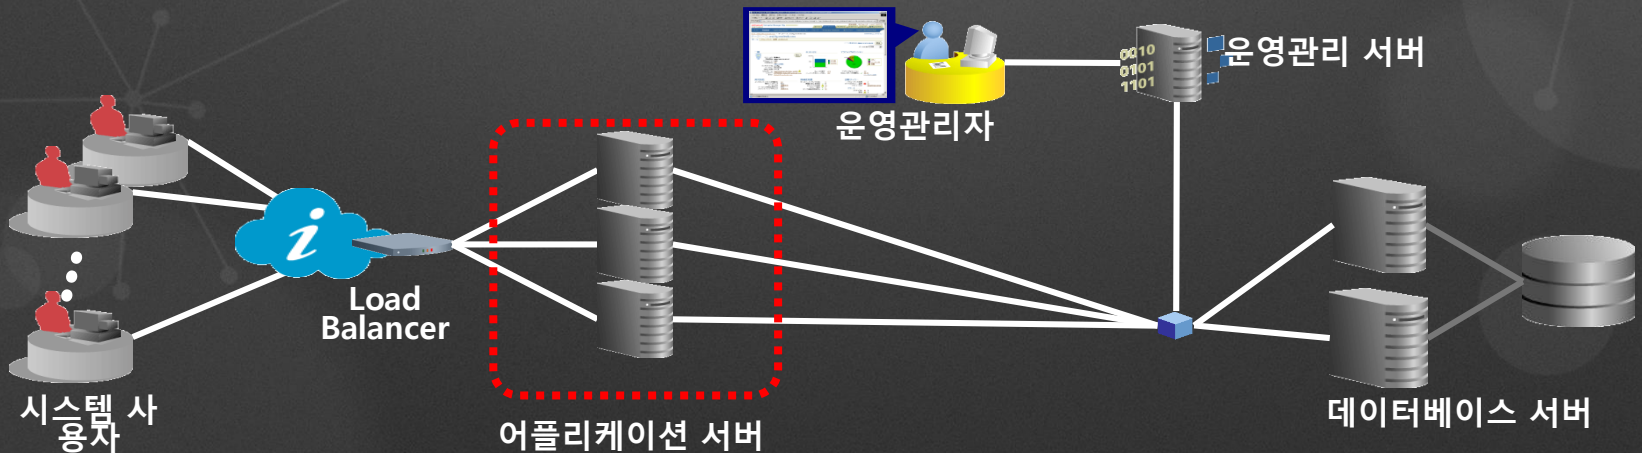 운영관리 서버
0010
0101
1101
운영관리자
i
Load
Balancer
시스템 사
용자
어플리케이션 서버
데이터베이스 서버